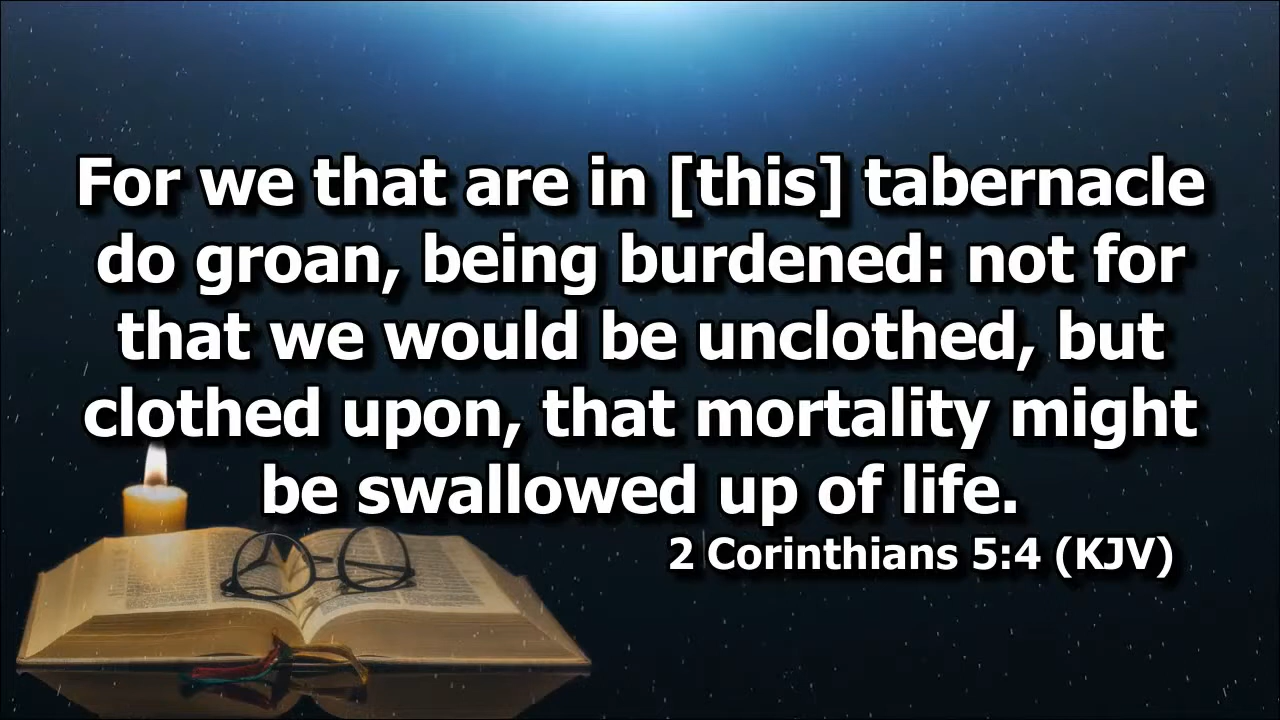 For we that are in [this] tabernacle
do groan, being burdened: not for
that we would be unclothed, but
clothed upon, that mortality might
be swallowed up of life.
2 Corinthians 5:4 (KJV)